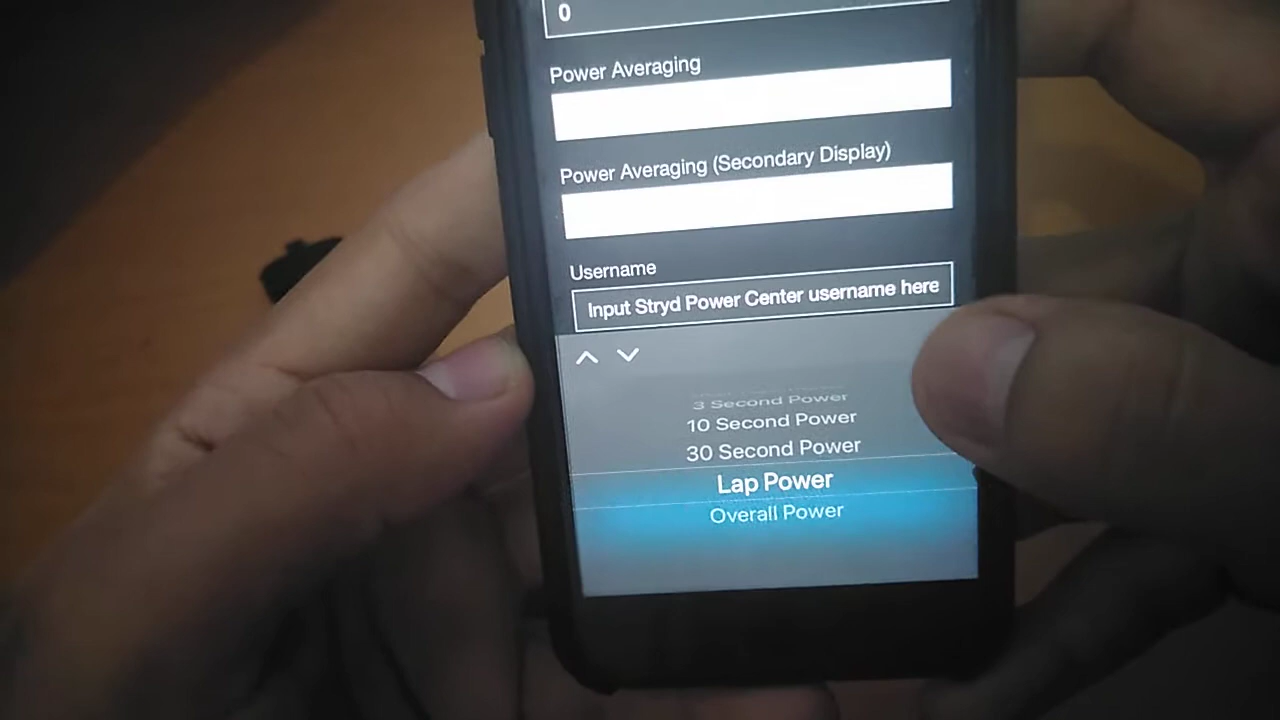 0
Power Averaging
Power Averaging (Secondary Display)
Username
Input Stryd Power Center username here
3 Second Power
10 Second Power
30 Second Power
Lap Power
Overall Power